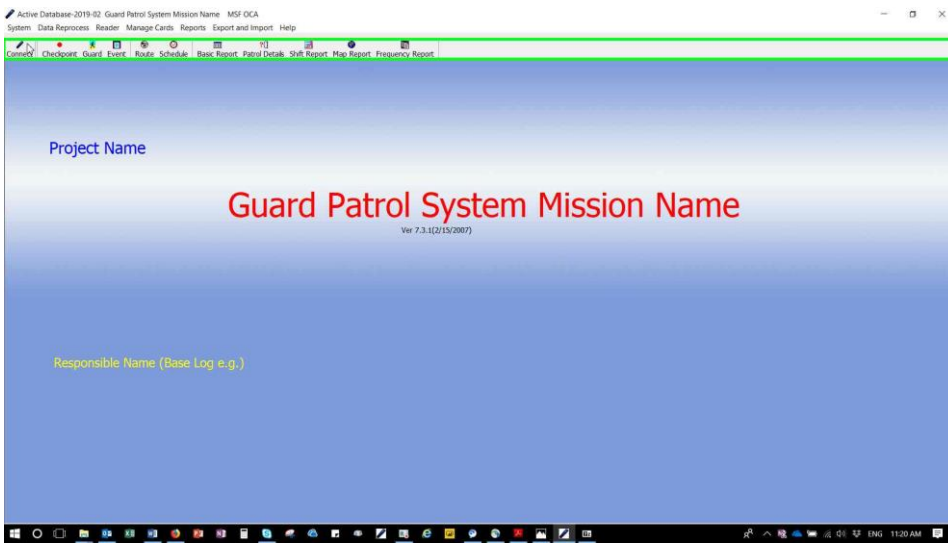 Active Database-2019-02 Guard Patrol System Mission Name MSF OCA
System Data Reprocess Reader Manage Cards Reports Export and Import Help
Connect Checkpoint Guard Event Route Schedule Basic Report Patrol Details Shift Report Map Report Frequency Report
Project Name
Guard Patrol System Mission Name
Ver 7.3.1(2/15/2007)
Responsible Name (Base Log e.g.)
ENG 11:20 AM